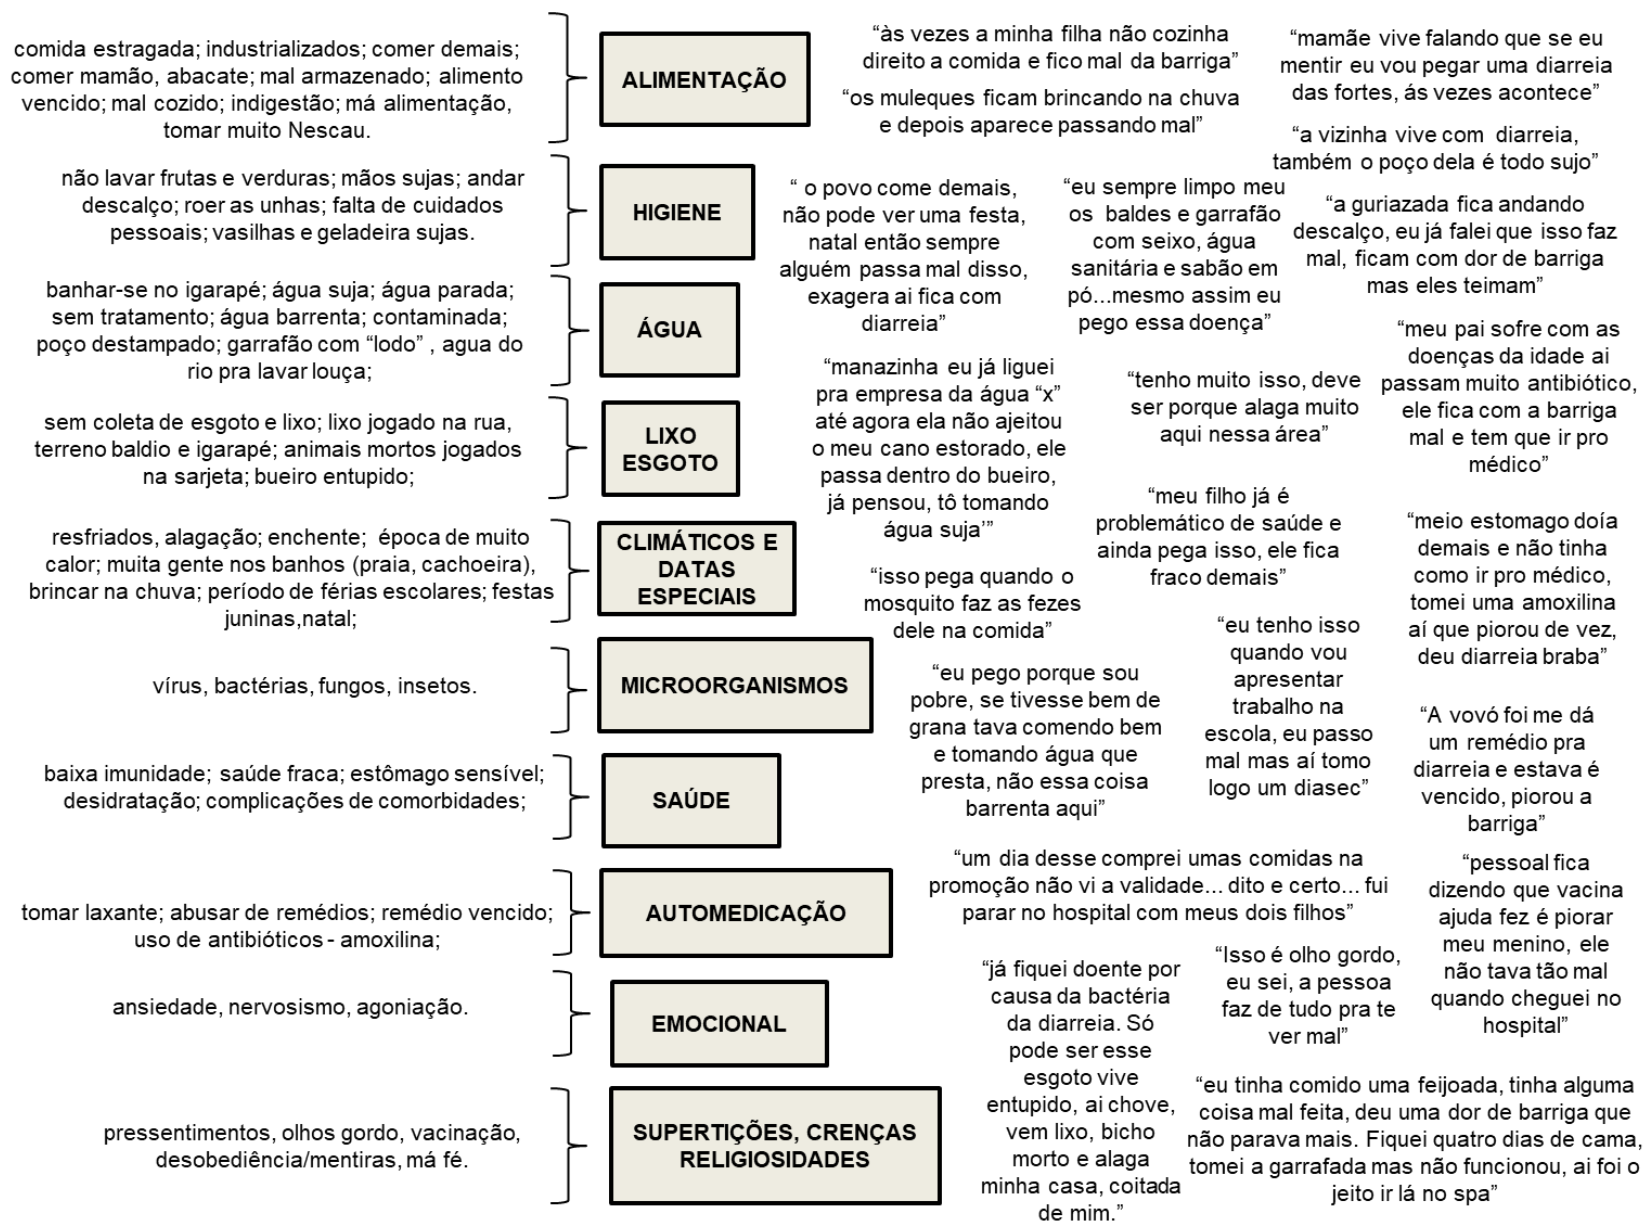 comida estragada; industrializados; comer demais;
comer mamão, abacate; mal armazenado; alimento
vencido; mal cozido; indigestão; má alimentação,
tomar muito Nescau.
ALIMENTAÇÃO
não lavar frutas e verduras; mãos sujas; andar
descalço; roer as unhas; falta de cuidados
pessoais; vasilhas e geladeira sujas.
HIGIENE
banhar-se no igarapé; água suja; água parada;
sem tratamento; água barrenta; contaminada;
poço destampado; garrafão com “lodo” , agua do
rio pra lavar louça;
ÁGUA
sem coleta de esgoto e lixo; lixo jogado na rua,
terreno baldio e igarapé; animais mortos jogados
na sarjeta; bueiro entupido;
LIXO
ESGOTO
resfriados, alagação; enchente; época de muito
calor; muita gente nos banhos (praia, cachoeira),
brincar na chuva; período de férias escolares; festas
juninas,natal;
CLIMÁTICOS E
DATAS
ESPECIAIS
vírus, bactérias, fungos, insetos.
MICROORGANISMOS
baixa imunidade; saúde fraca; estômago sensível;
desidratação; complicações de comorbidades;
SAÚDE
tomar laxante; abusar de remédios; remédio vencido;
uso de antibióticos - amoxilina;
AUTOMEDICAÇÃO
ansiedade, nervosismo, agoniação.
EMOCIONAL
pressentimentos, olhos gordo, vacinação,
desobediência/mentiras, má fé.
SUPERTIÇÕES, CRENÇAS
RELIGIOSIDADES
“às vezes a minha filha não cozinha
direito a comida e fico mal da barriga”
“os muleques ficam brincando na chuva
e depois aparece passando mal”
“mamãe vive falando que se eu
mentir eu vou pegar uma diarreia
das fortes, ás vezes acontece”
“a vizinha vive com diarreia,
também o poço dela é todo sujo”
“ o povo come demais,
não pode ver uma festa,
natal então sempre
alguém passa mal disso,
exagera ai fica com
diarreia”
“eu sempre limpo meu
os baldes e garrafão
com seixo, água
sanitária e sabão em
pó...mesmo assim eu
pego essa doença”
“a guriazada fica andando
descalço, eu já falei que isso faz
mal, ficam com dor de barriga
mas eles teimam”
“manazinha eu já liguei
pra empresa da água “x”
até agora ela não ajeitou
o meu cano estorado, ele
passa dentro do bueiro,
já pensou, tô tomando
água suja’”
“tenho muito isso, deve
ser porque alaga muito
aqui nessa área”
“meu pai sofre com as
doenças da idade ai
passam muito antibiótico,
ele fica com a barriga
mal e tem que ir pro
médico”
“meu filho já é
problemático de saúde e
ainda pega isso, ele fica
fraco demais”
“meio estomago doía
demais e não tinha
como ir pro médico,
tomei uma amoxilina
aí que piorou de vez,
deu diarreia braba”
“isso pega quando o
mosquito faz as fezes
dele na comida”
“eu tenho isso
quando vou
apresentar
trabalho na
escola, eu passo
mal mas aí tomo
logo um diasec”
“eu pego porque sou
pobre, se tivesse bem de
grana tava comendo bem
e tomando água que
presta, não essa coisa
barrenta aqui”
“A vovó foi me dá
um remédio pra
diarreia e estava é
vencido, piorou a
barriga”
“um dia desse comprei umas comidas na
promoção não vi a validade... dito e certo... fui
parar no hospital com meus dois filhos”
“pessoal fica
dizendo que vacina
ajuda fez é piorar
meu menino, ele
não tava tão mal
quando cheguei no
hospital”
“já fiquei doente por
causa da bactéria
da diarreia. Só
pode ser esse
esgoto vive
entupido, ai chove,
vem lixo, bicho
morto e alaga
minha casa, coitada
de mim.”
“Isso é olho gordo,
eu sei, a pessoa
faz de tudo pra te
ver mal”
“eu tinha comido uma feijoada, tinha alguma
coisa mal feita, deu uma dor de barriga que
não parava mais. Fiquei quatro dias de cama,
tomei a garrafada mas não funcionou, ai foi o
jeito ir lá no spa”